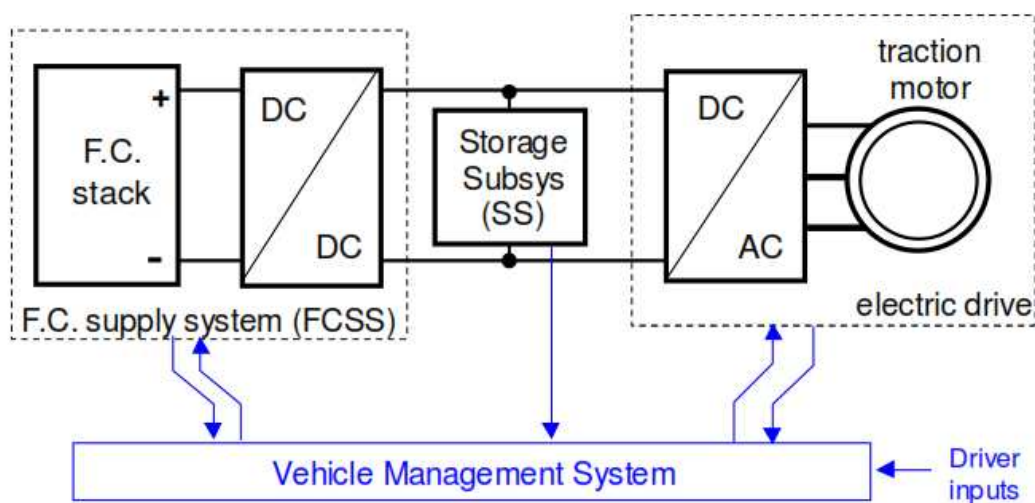 F.C.
stack
+
-
DC
DC
F.C. supply system (FCSS)
Storage
Subsys
(SS)
DC
AC
traction
motor
electric drive
Vehicle Management System
Driver
inputs